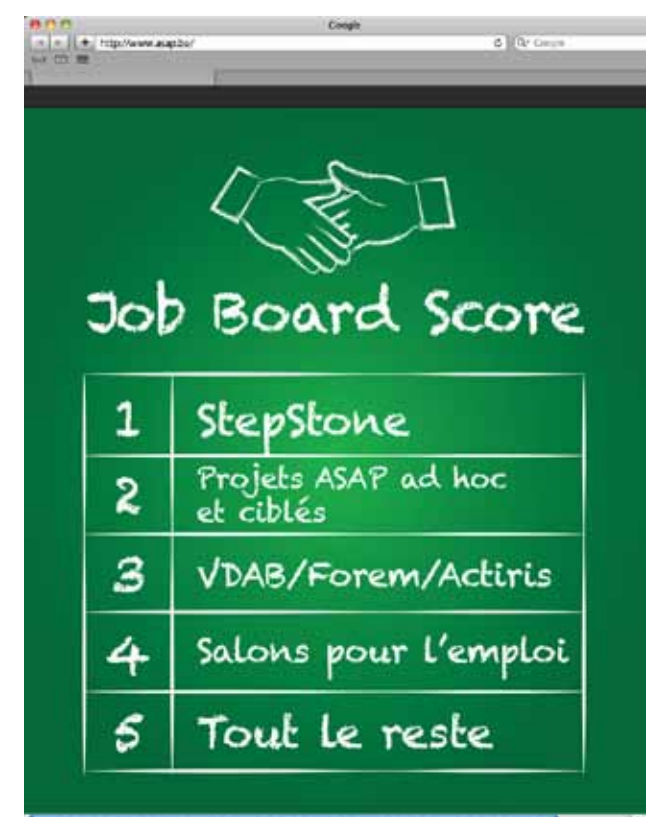 Google
http://www.asap.be/
Google
Job Board Score
1 StepStone
2 Projets ASAP ad hoc
et ciblés
3 VDAB/Forem/Actiris
4 Salons pour l'emploi
5 Tout le reste